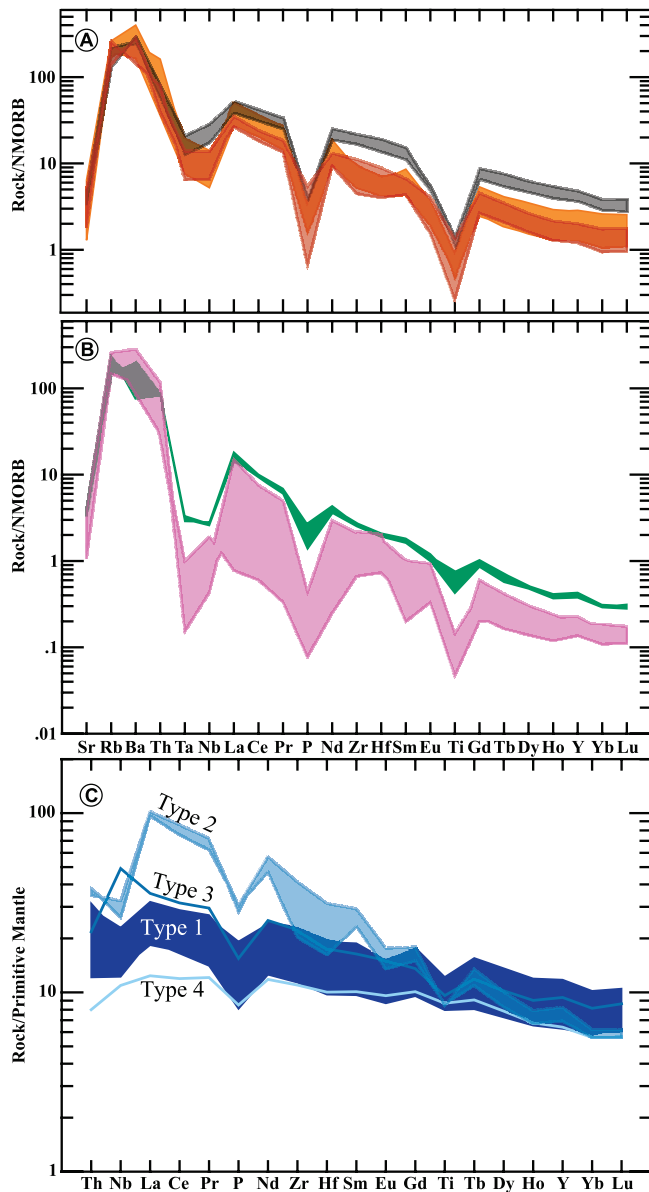 A
100
10
1
Rock/NMORB
B
100
10
1
.1
.01
Rock/NMORB
Sr Rb Ba Th Ta Nb La Ce Pr P Nd Zr Hf Sm Eu Ti Gd Tb Dy Ho Y Yb Lu
C
100
10
1
Rock/Primitive Mantle
Type 2
Type 3
Type 1
Type 4
Th Nb La Ce Pr P Nd Zr Hf Sm Eu Gd Ti Tb Dy Ho Y Yb Lu